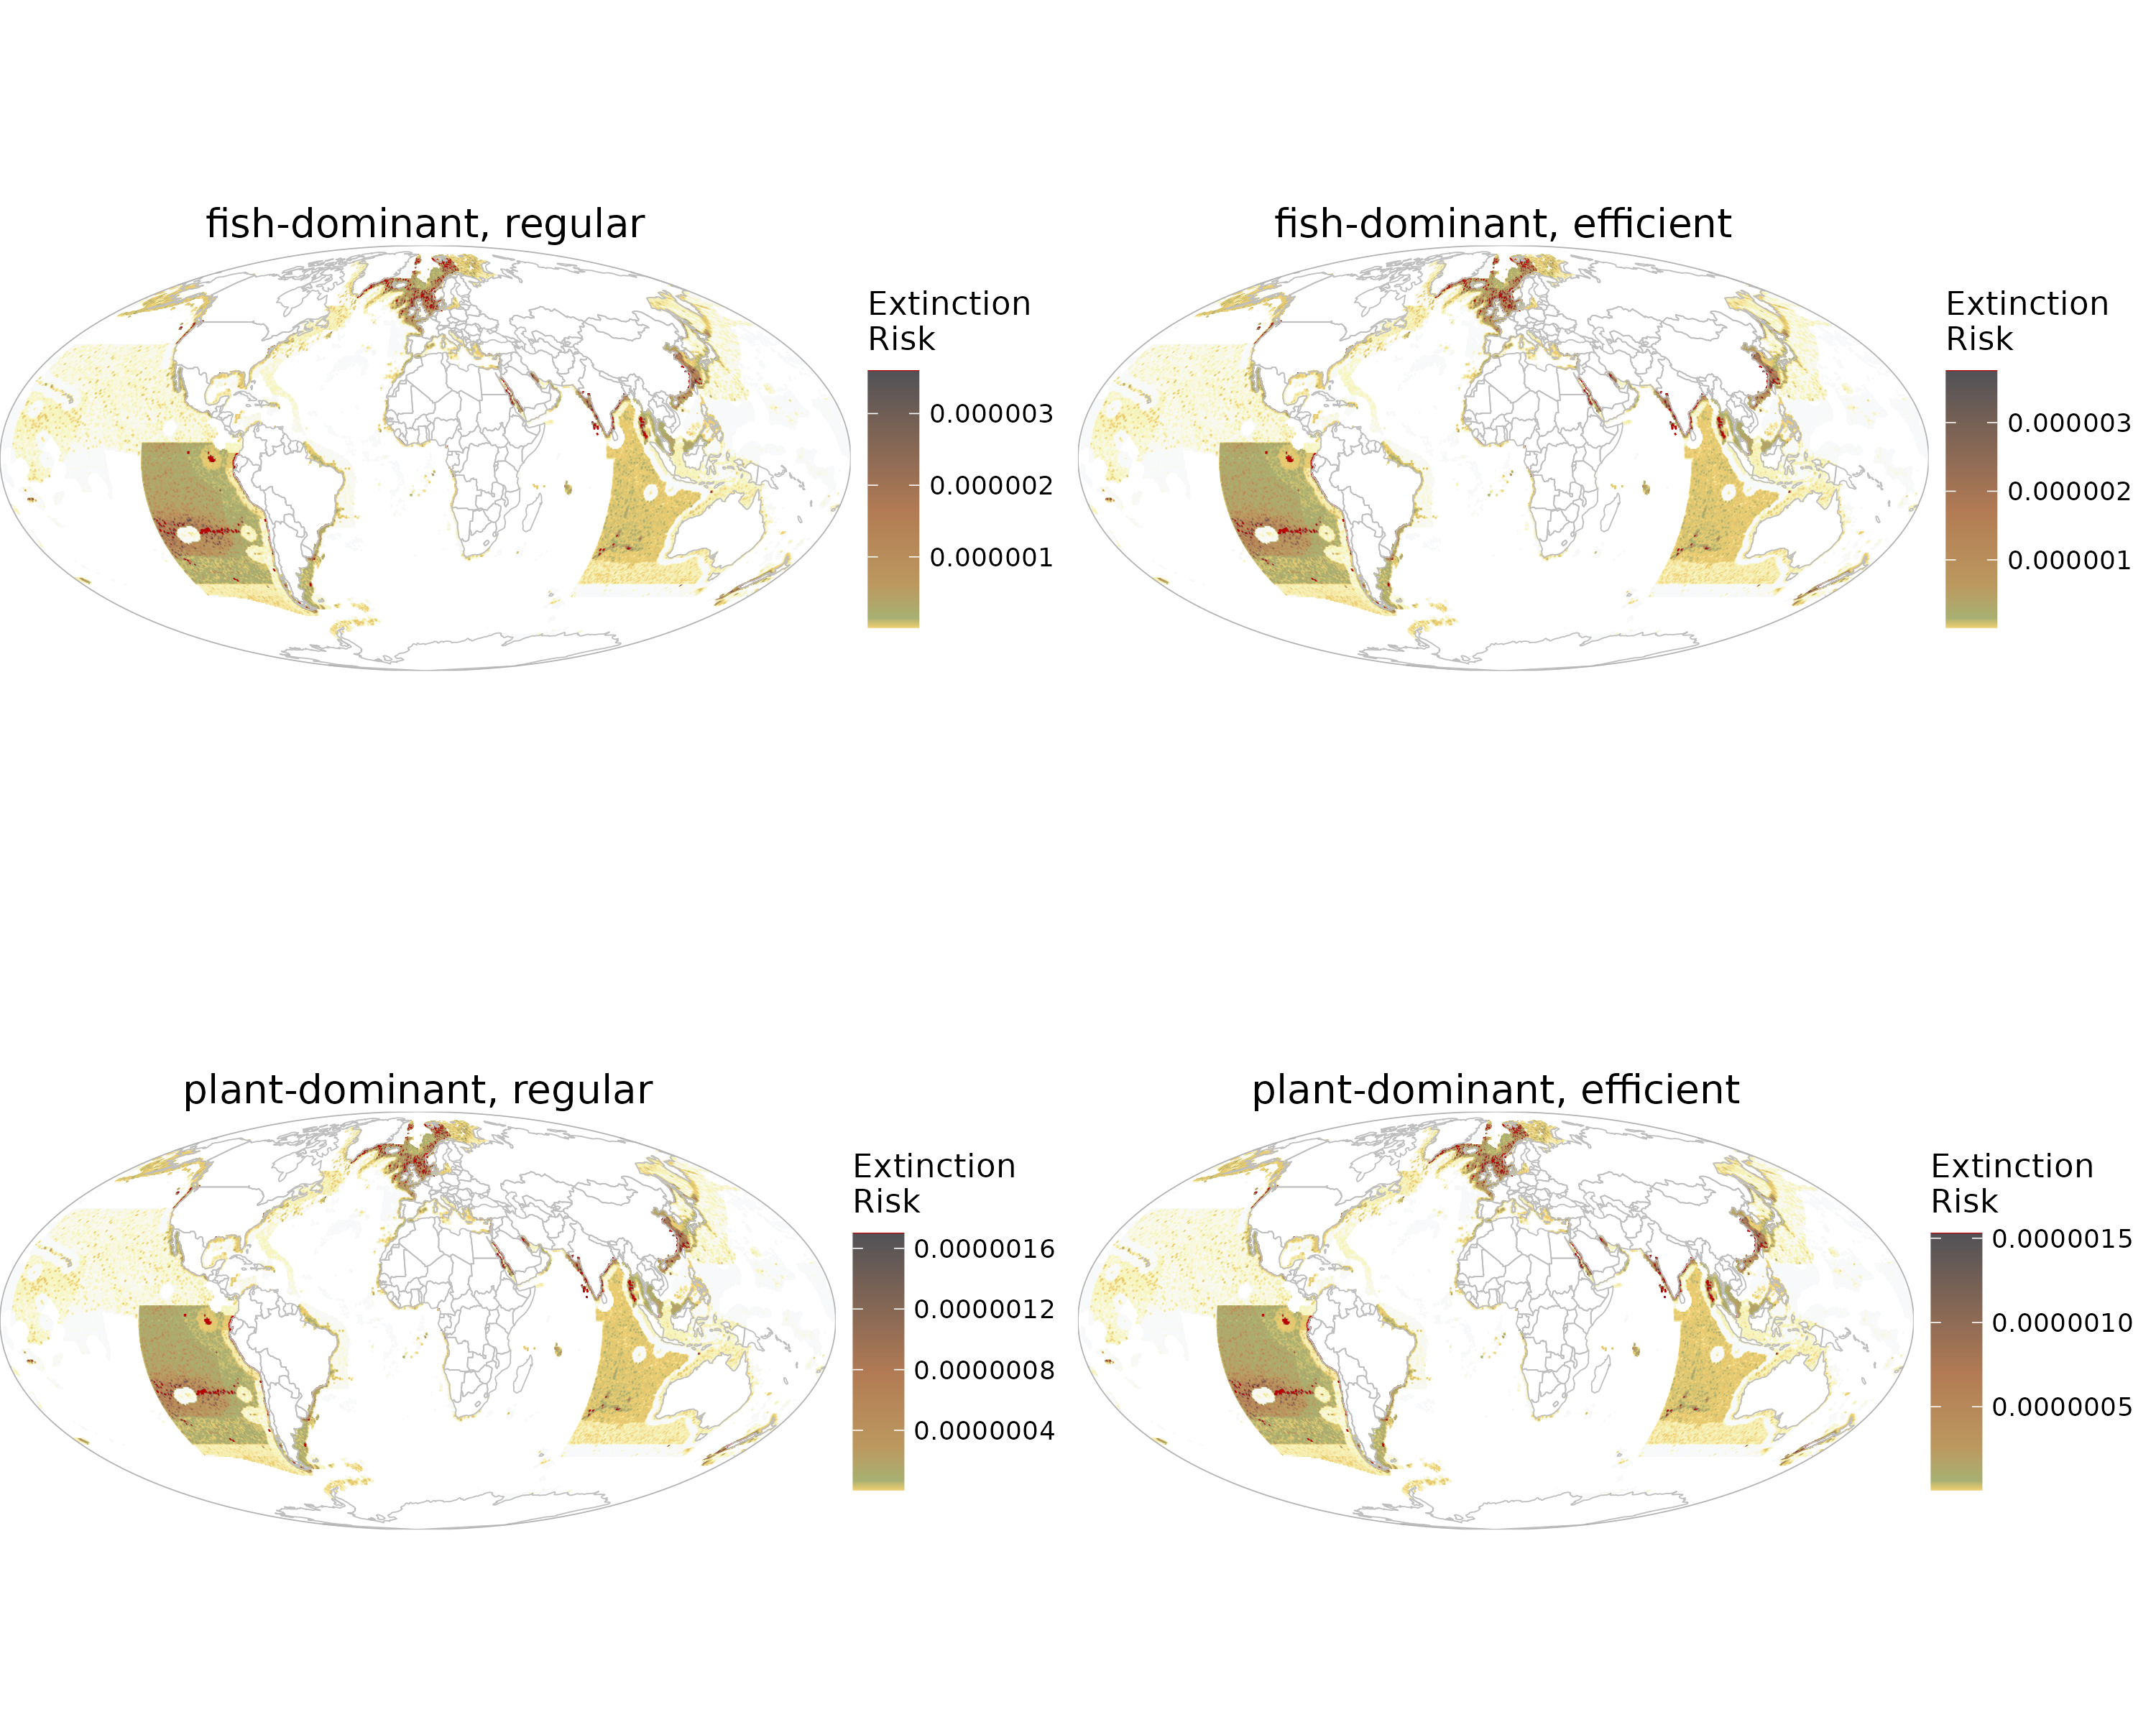 fish-dominant, regular
Extinction
Risk
0.000003
0.000002
0.000001
fish-dominant, efficient
Extinction
Risk
0.000003
0.000002
0.000001
plant-dominant, regular
Extinction
Risk
0.0000016
0.0000012
0.0000008
0.0000004
plant-dominant, efficient
Extinction
Risk
0.0000015
0.0000010
0.0000005